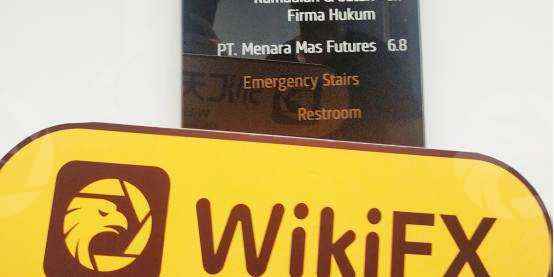 Firma Hukum
PT. Menara Mas Futures 6.8
Emergency Stairs
Restroom
WikiFX